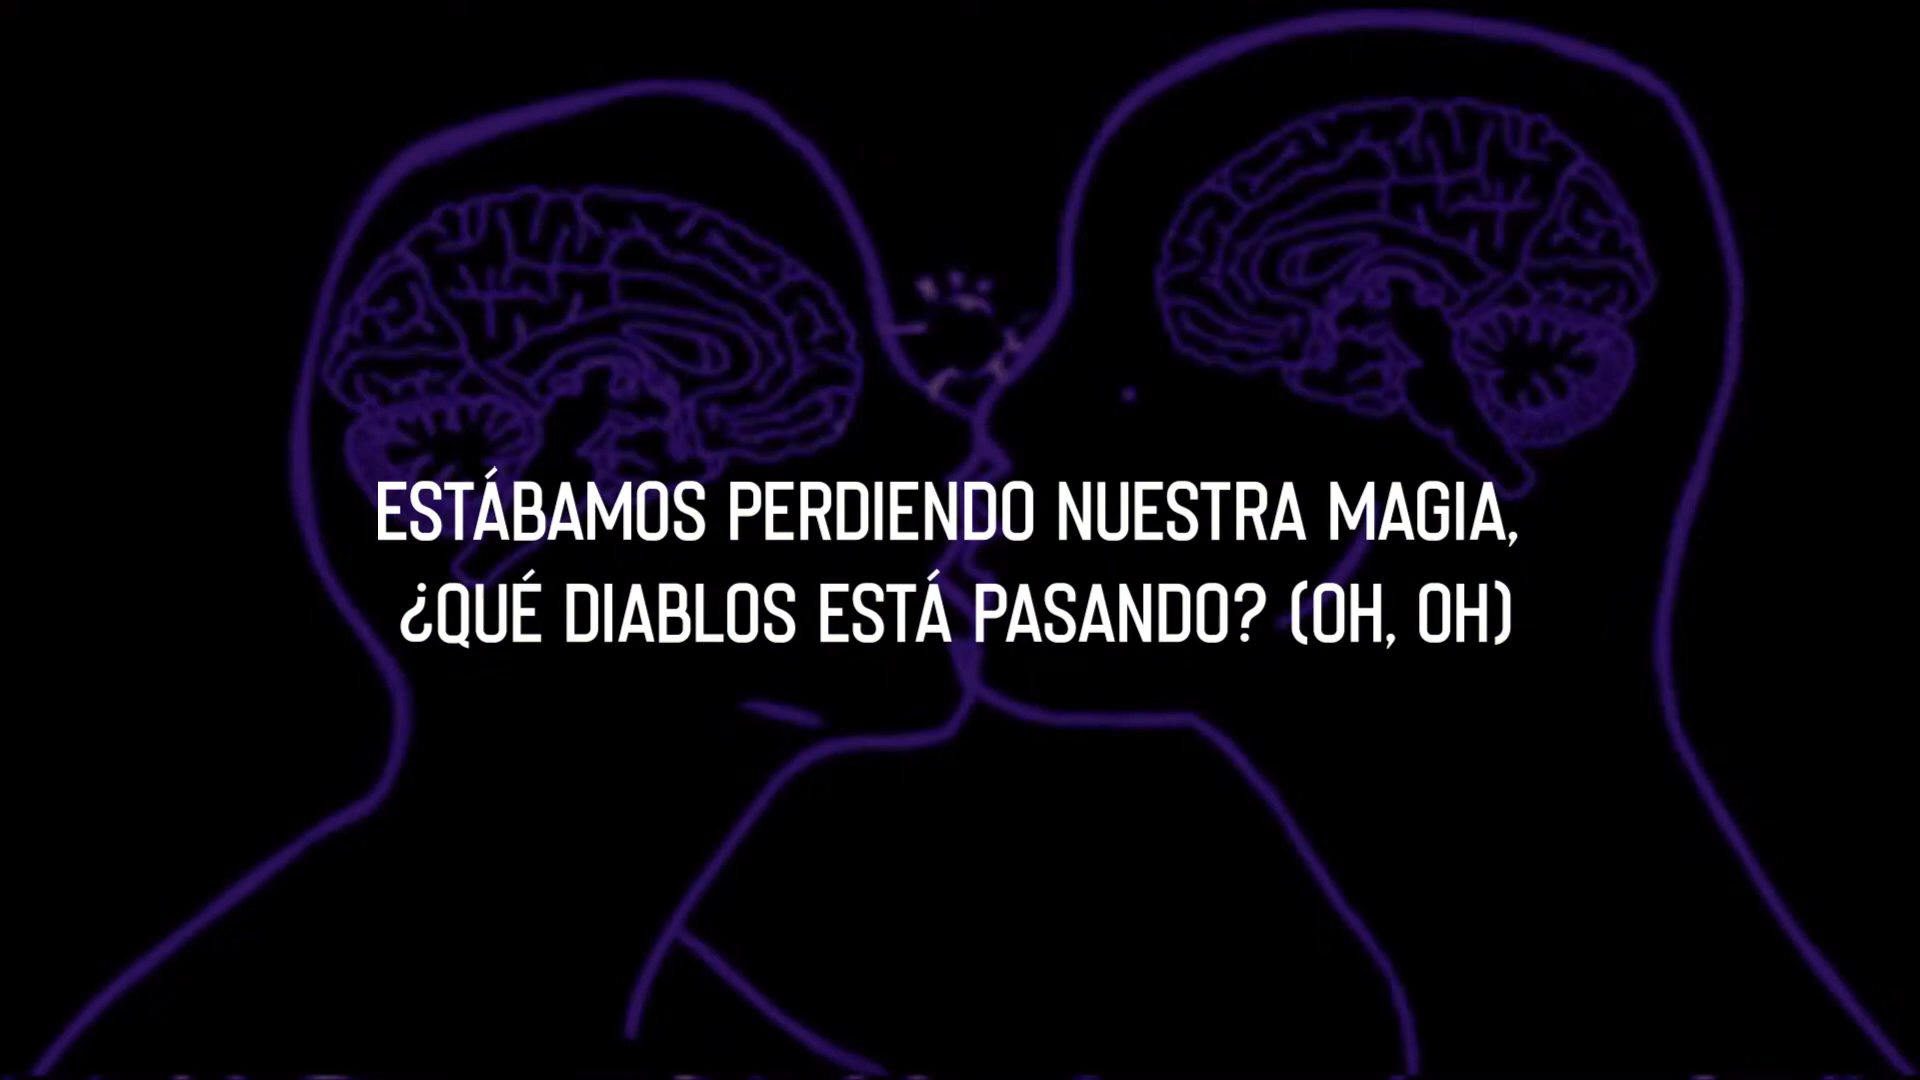 ESTÁBAMOS PERDIENDO NUESTRA MAGIA,
¿QUÉ DIABLOS ESTÁ PASANDO? (OH, OH)